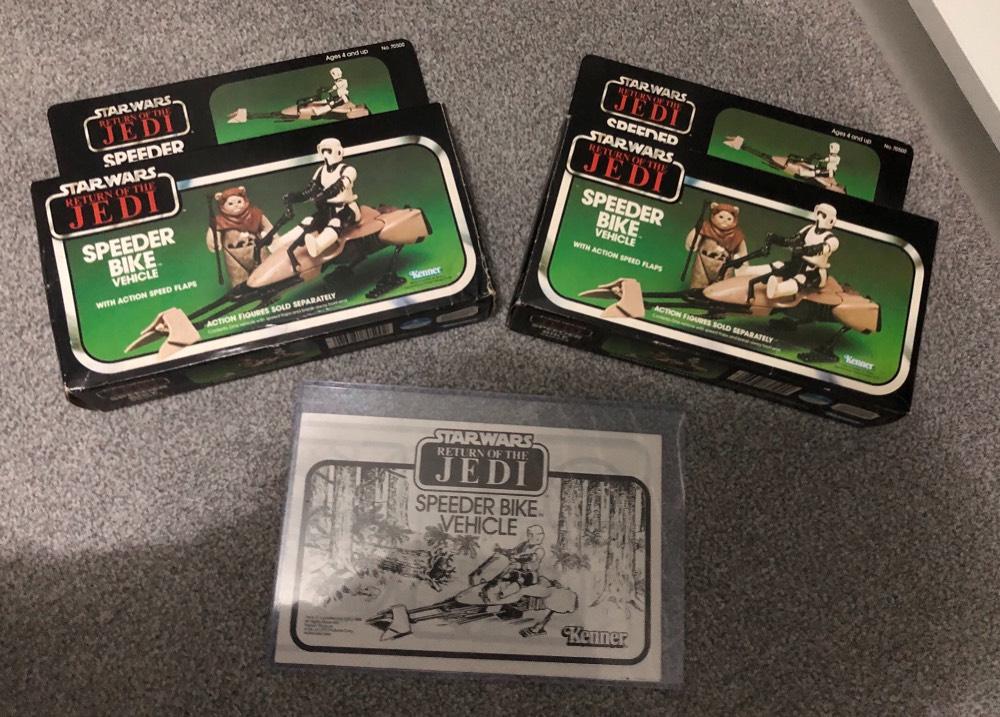 Ages 4 and up No. 70500
STAR WARS
RETURN OF THE
JEDI
SPEEDER
STAR WARS
RETURN OF THE
JEDI
SPEEDER
BIKE™
VEHICLE
WITH ACTION SPEED FLAPS
Kenner
ACTION FIGURES SOLD SEPARATELY
STAR WARS
RETURN OF THE
JEDI
Ages 4 and up No. 70500
SPEEDER
STAR WARS
RETURN OF THE
JEDI
SPEEDER
BIKE™
VEHICLE
WITH ACTION SPEED FLAPS
ACTION FIGURES SOLD SEPARATELY
Kenner
STAR WARS
RETURN OF THE
JEDI
SPEEDER BIKE™
VEHICLE
Kenner